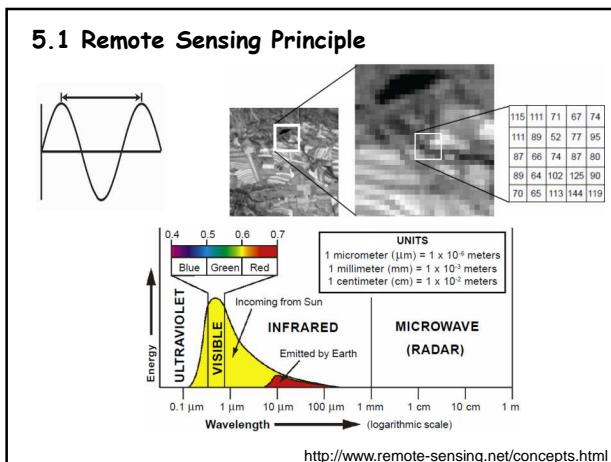 5.1 Remote Sensing Principle
115 111 71 67 74
111 89 52 77 95
87 66 74 87 80
89 64 102 125 90
70 65 113 144 119
0.4 0.5 0.6 0.7
Blue Green Red
UNITS
1 micrometer (μm) = 1 x 10⁻⁶ meters
1 millimeter (mm) = 1 x 10⁻³ meters
1 centimeter (cm) = 1 x 10⁻² meters
Energy
ULTRAVIOLET
VISIBLE
Incoming from Sun
INFRARED
Emitted by Earth
MICROWAVE
(RADAR)
0.1 μm 1 μm 10 μm 100 μm 1 mm 1 cm 10 cm 1 m
Wavelength (logarithmic scale)
http://www.remote-sensing.net/concepts.html